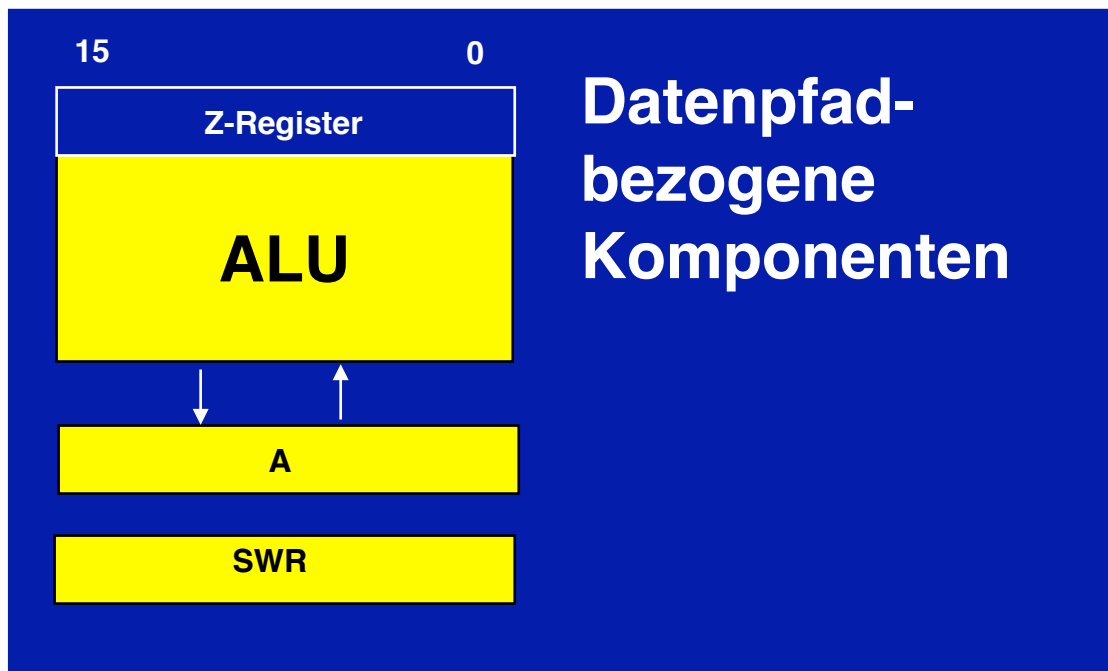 15 0
Z-Register
ALU
A
SWR
Datenpfad-
bezogene
Komponenten